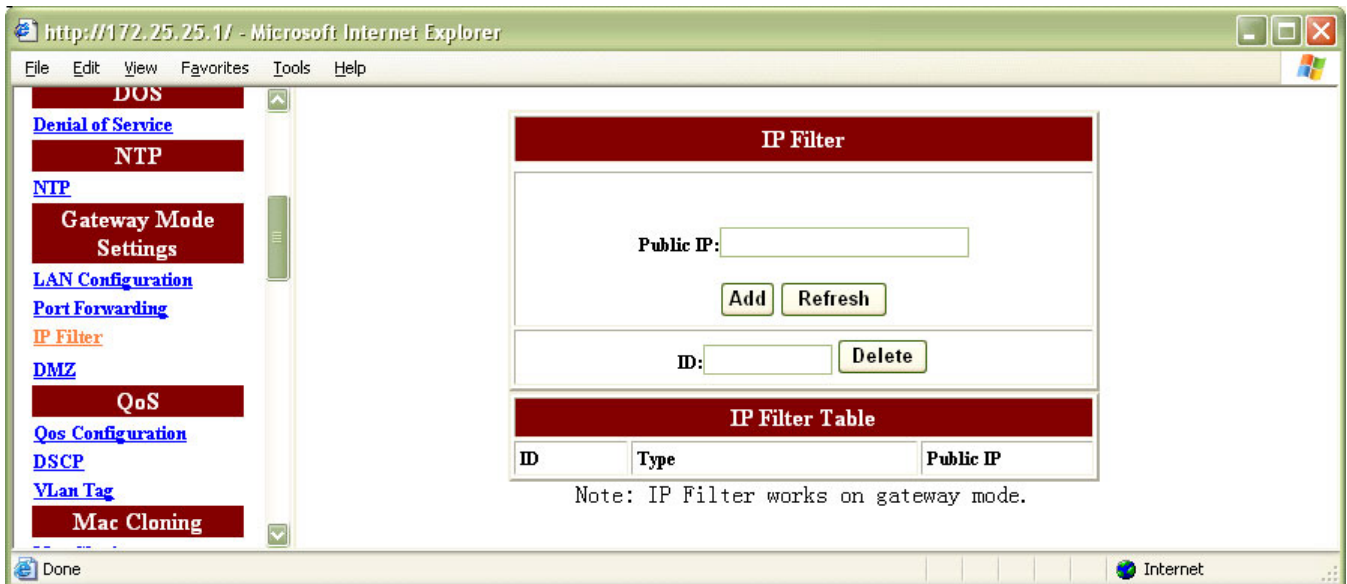 http://172.25.25.1/ - Microsoft Internet Explorer
File Edit View Favorites Tools Help
DOS
Denial of Service
NTP
NTP
Gateway Mode
Settings
LAN Configuration
Port Forwarding
IP Filter
DMZ
QoS
Qos Configuration
DSCP
VLan Tag
Mac Cloning
IP Filter
Public IP:
Add Refresh
ID: Delete
IP Filter Table
ID Type Public IP
Note: IP Filter works on gateway mode.
Done Internet